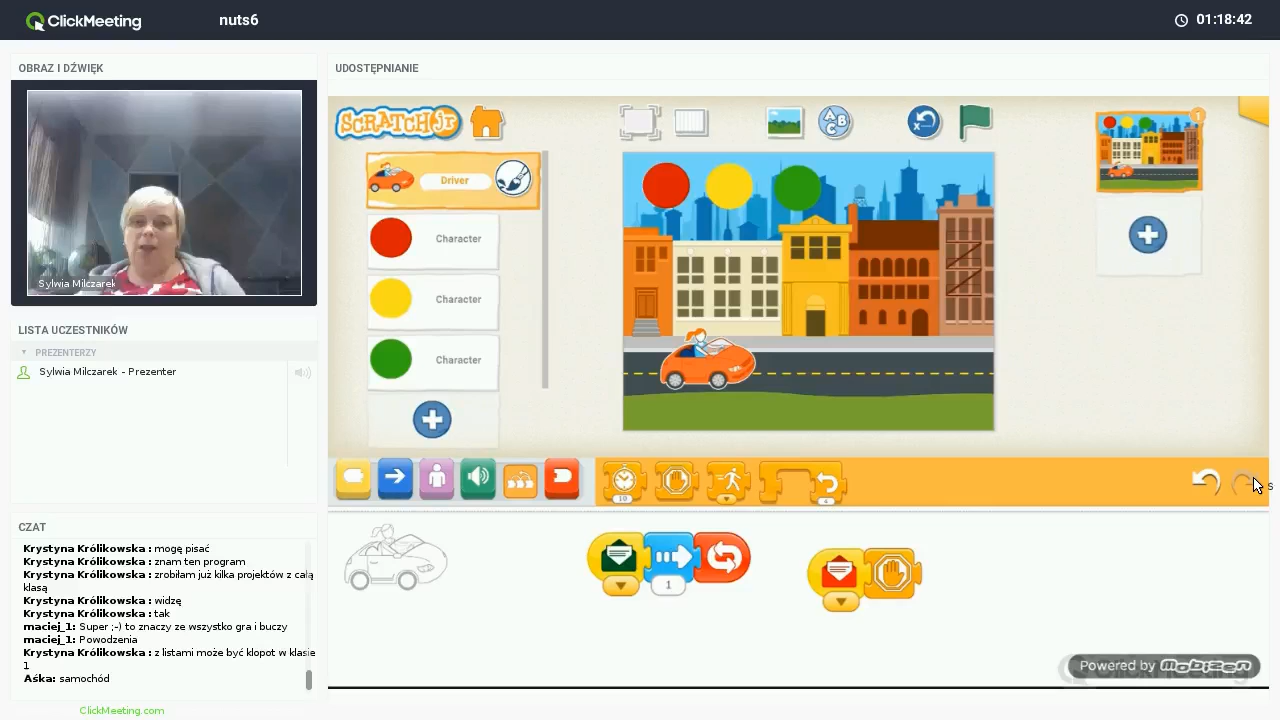 ClickMeeting
nuts6
01:18:42
OBRAZ I DŹWIĘK
UDOSTĘPNIANIE
Sylwia Milczarek
LISTA UCZESTNIKÓW
PREZENTERZY
Sylwia Milczarek - Prezenter
CZAT
Krystyna Królikowska : mogę pisać
Krystyna Królikowska : znam ten program
Krystyna Królikowska : zrobiłam już kilka projektów z całą
klasą
Krystyna Królikowska : widzę
Krystyna Królikowska : tak
maciej_1: Super ;-) to znaczy ze wszystko gra i buczy
maciej_1: Powodzenia
Krystyna Królikowska : z listami może być kłopot w klasie
1
Aśka: samochód
ClickMeeting.com
SCRATCHJr
A B C
1
Driver
Character
Character
Character
10
4
S
1
Powered by Mobizen
ClickMeeting